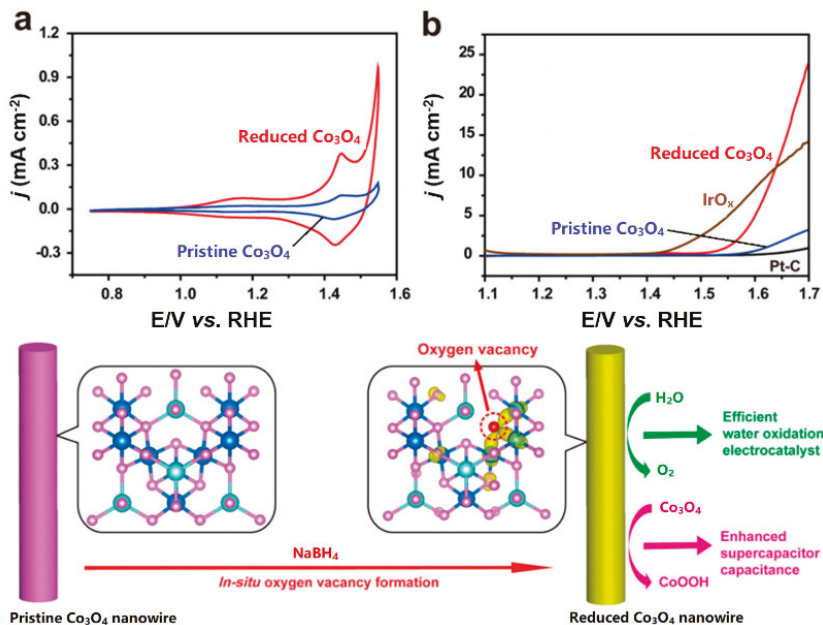 a
1.2
0.9
0.6
0.3
0.0
-0.3
j (mA cm⁻²)
Reduced Co₃O₄
Pristine Co₃O₄
0.8 1.0 1.2 1.4 1.6
E/V vs. RHE
b
25
20
15
10
5
0
j (mA cm⁻²)
Reduced Co₃O₄
IrOₓ
Pristine Co₃O₄
Pt-C
1.1 1.2 1.3 1.4 1.5 1.6 1.7
E/V vs. RHE
Oxygen vacancy
H₂O
Efficient
water oxidation
electrocatalyst
O₂
Co₃O₄
Enhanced
supercapacitor
capacitance
CoOOH
NaBH₄
In-situ oxygen vacancy formation
Pristine Co₃O₄ nanowire
Reduced Co₃O₄ nanowire